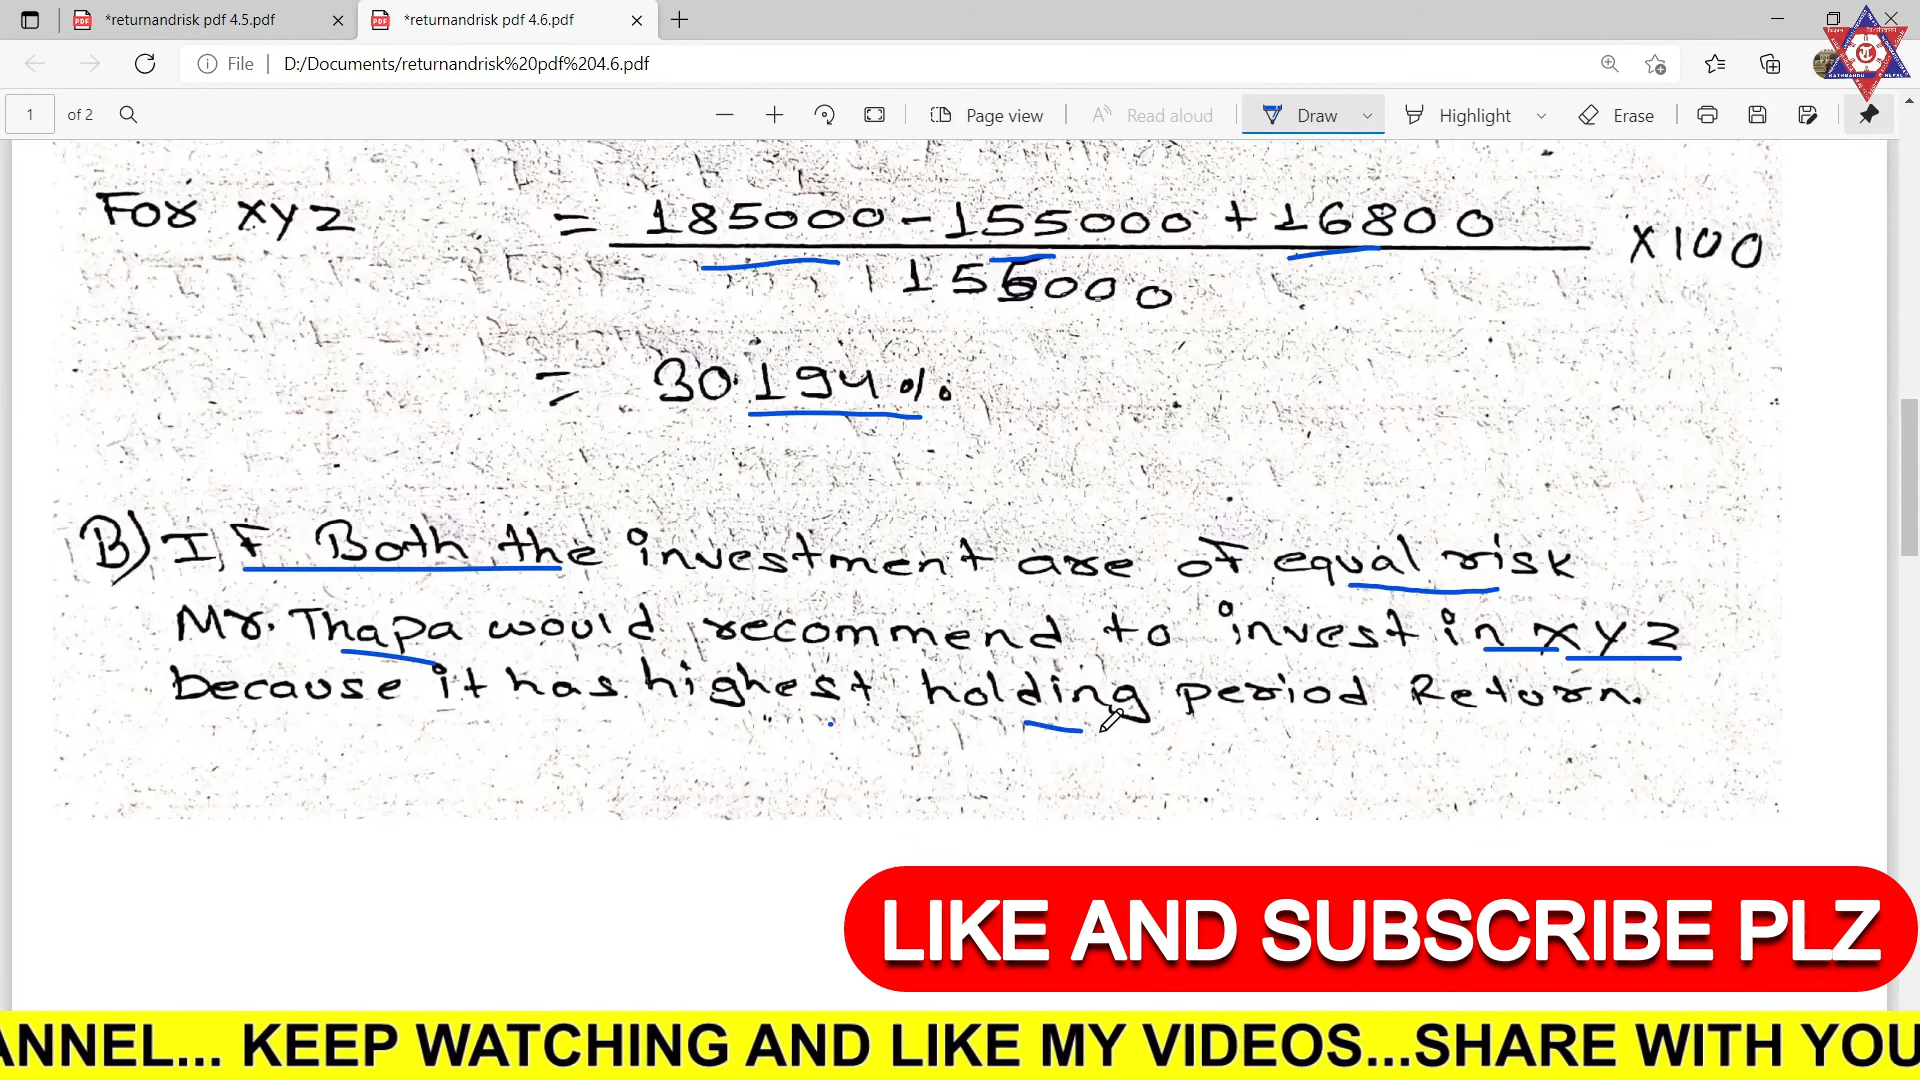 *returnandrisk pdf 4.5.pdf
*returnandrisk pdf 4.6.pdf
File D:/Documents/returnandrisk%20pdf%204.6.pdf
1 of 2 Page view Read aloud Draw Highlight Erase
For xyz = 185000 - 155000 + 16800 X100
155000
= 30.194%
B) IF Both the investment are of equal risk
Mr. Thapa would recommend to invest in xyz
because it has highest holding period Return.
LIKE AND SUBSCRIBE PLZ
ANNEL... KEEP WATCHING AND LIKE MY VIDEOS...SHARE WITH YOU